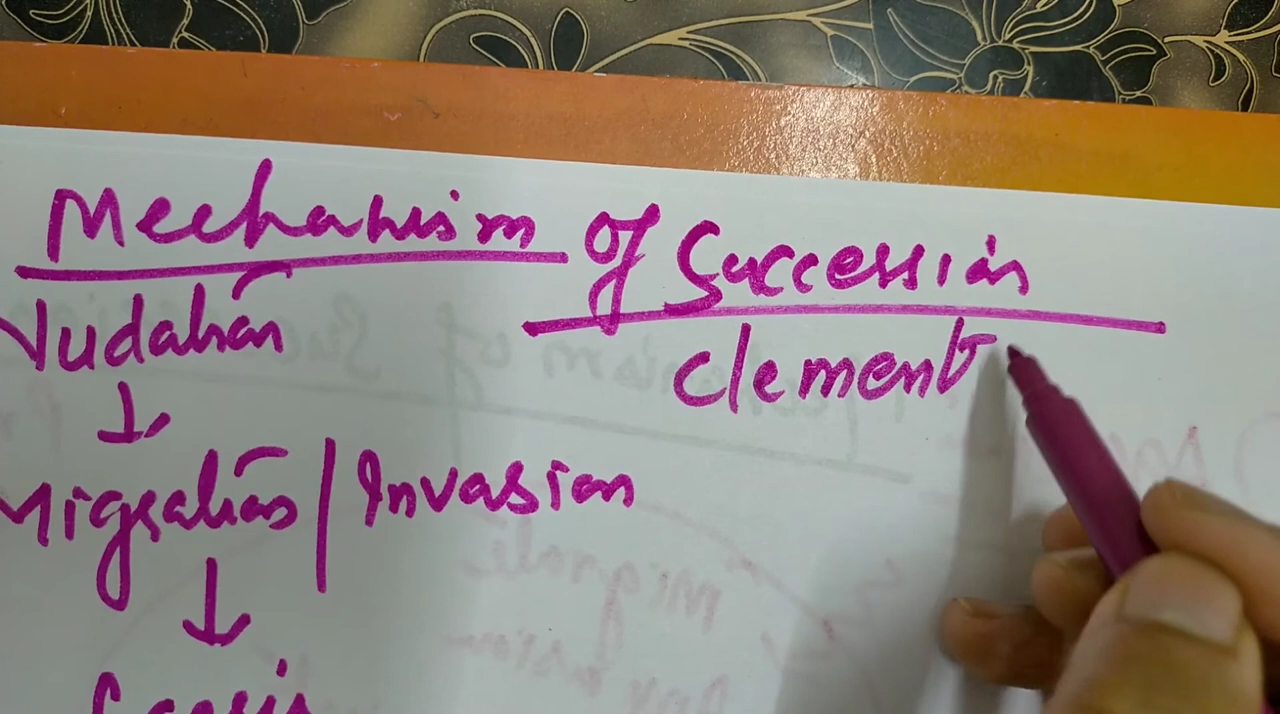 Mechanism of Succession
Clement
Nudation
Migration / Invasion